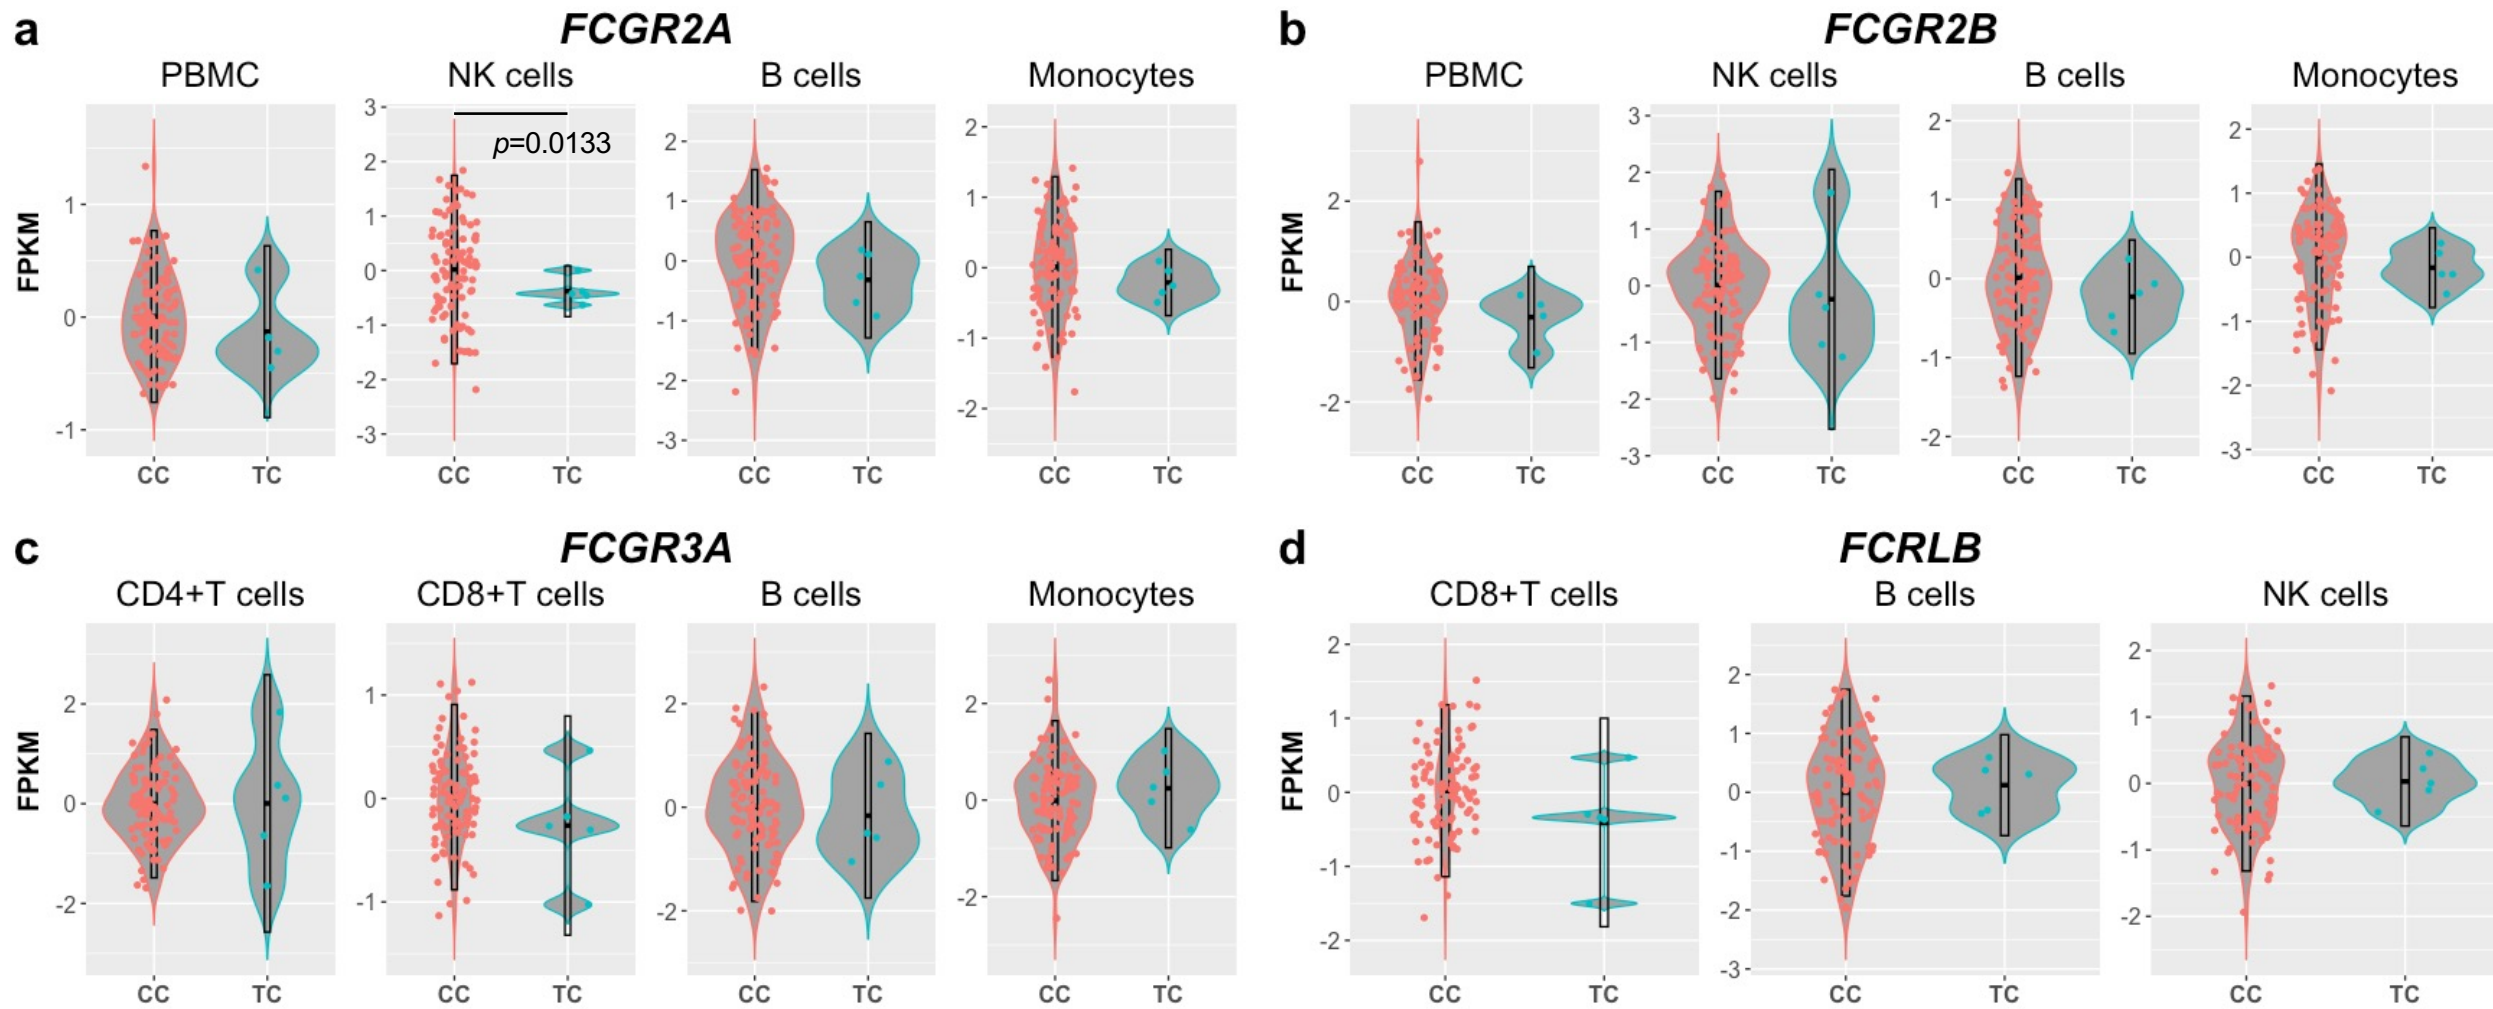 a
FCGR2A
PBMC
NK cells
B cells
Monocytes
FPKM
1
0
-1
CC
TC
3
2
1
0
-1
-2
-3
p=0.0133
CC
TC
2
1
0
-1
-2
-3
CC
TC
2
1
0
-1
-2
CC
TC
b
FCGR2B
PBMC
NK cells
B cells
Monocytes
FPKM
2
0
-2
CC
TC
3
2
1
0
-1
-2
-3
CC
TC
2
1
0
-1
-2
CC
TC
2
1
0
-1
-2
-3
CC
TC
c
FCGR3A
CD4+T cells
CD8+T cells
B cells
Monocytes
FPKM
2
0
-2
CC
TC
1
0
-1
CC
TC
2
0
-2
CC
TC
2
0
-2
CC
TC
d
FCRLB
CD8+T cells
B cells
NK cells
FPKM
2
1
0
-1
-2
CC
TC
2
1
0
-1
-2
-3
CC
TC
2
1
0
-1
-2
CC
TC